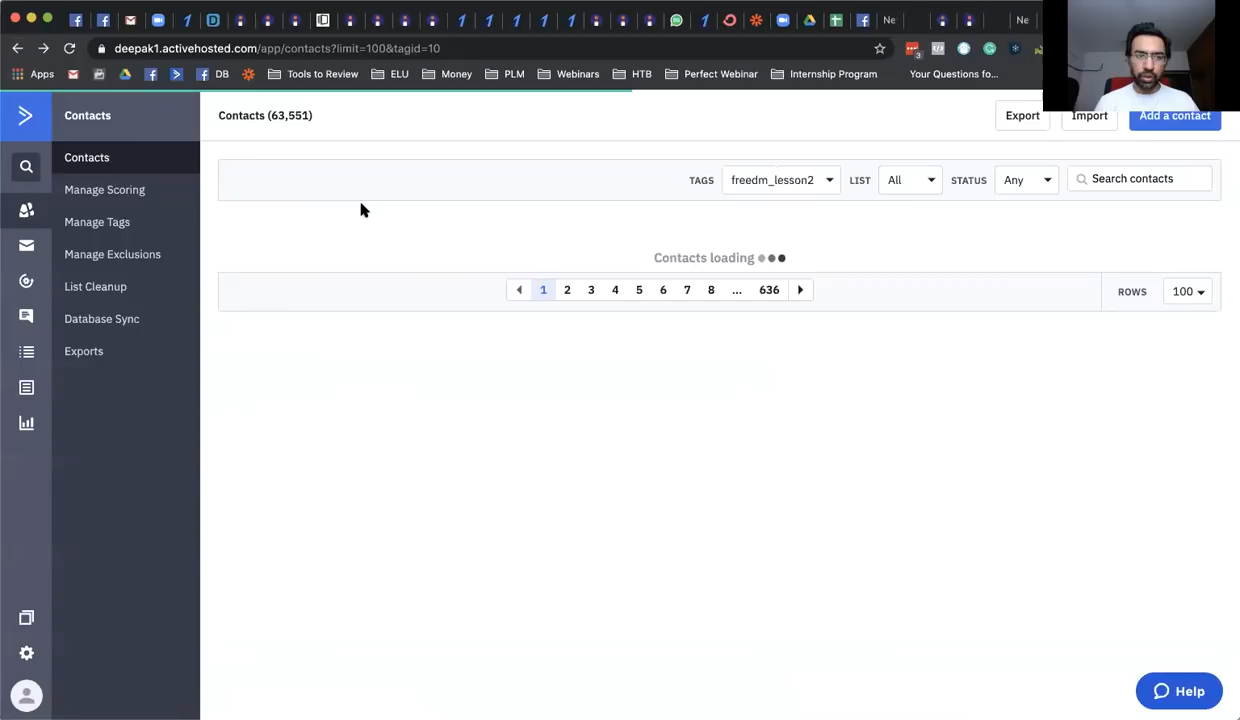 Ne
Ne
deepak1.activehosted.com/app/contacts?limit=100&tagid=10
3
Apps
DB
Tools to Review
ELU
Money
PLM
Webinars
HTB
Perfect Webinar
Internship Program
Your Questions fo...
Contacts
Contacts (63,551)
Export
Import
Add a contact
Contacts
Manage Scoring
Manage Tags
Manage Exclusions
List Cleanup
Database Sync
Exports
TAGS
freedm_lesson2
LIST
All
STATUS
Any
Search contacts
Contacts loading
1 2 3 4 5 6 7 8 ... 636
ROWS
100
Help